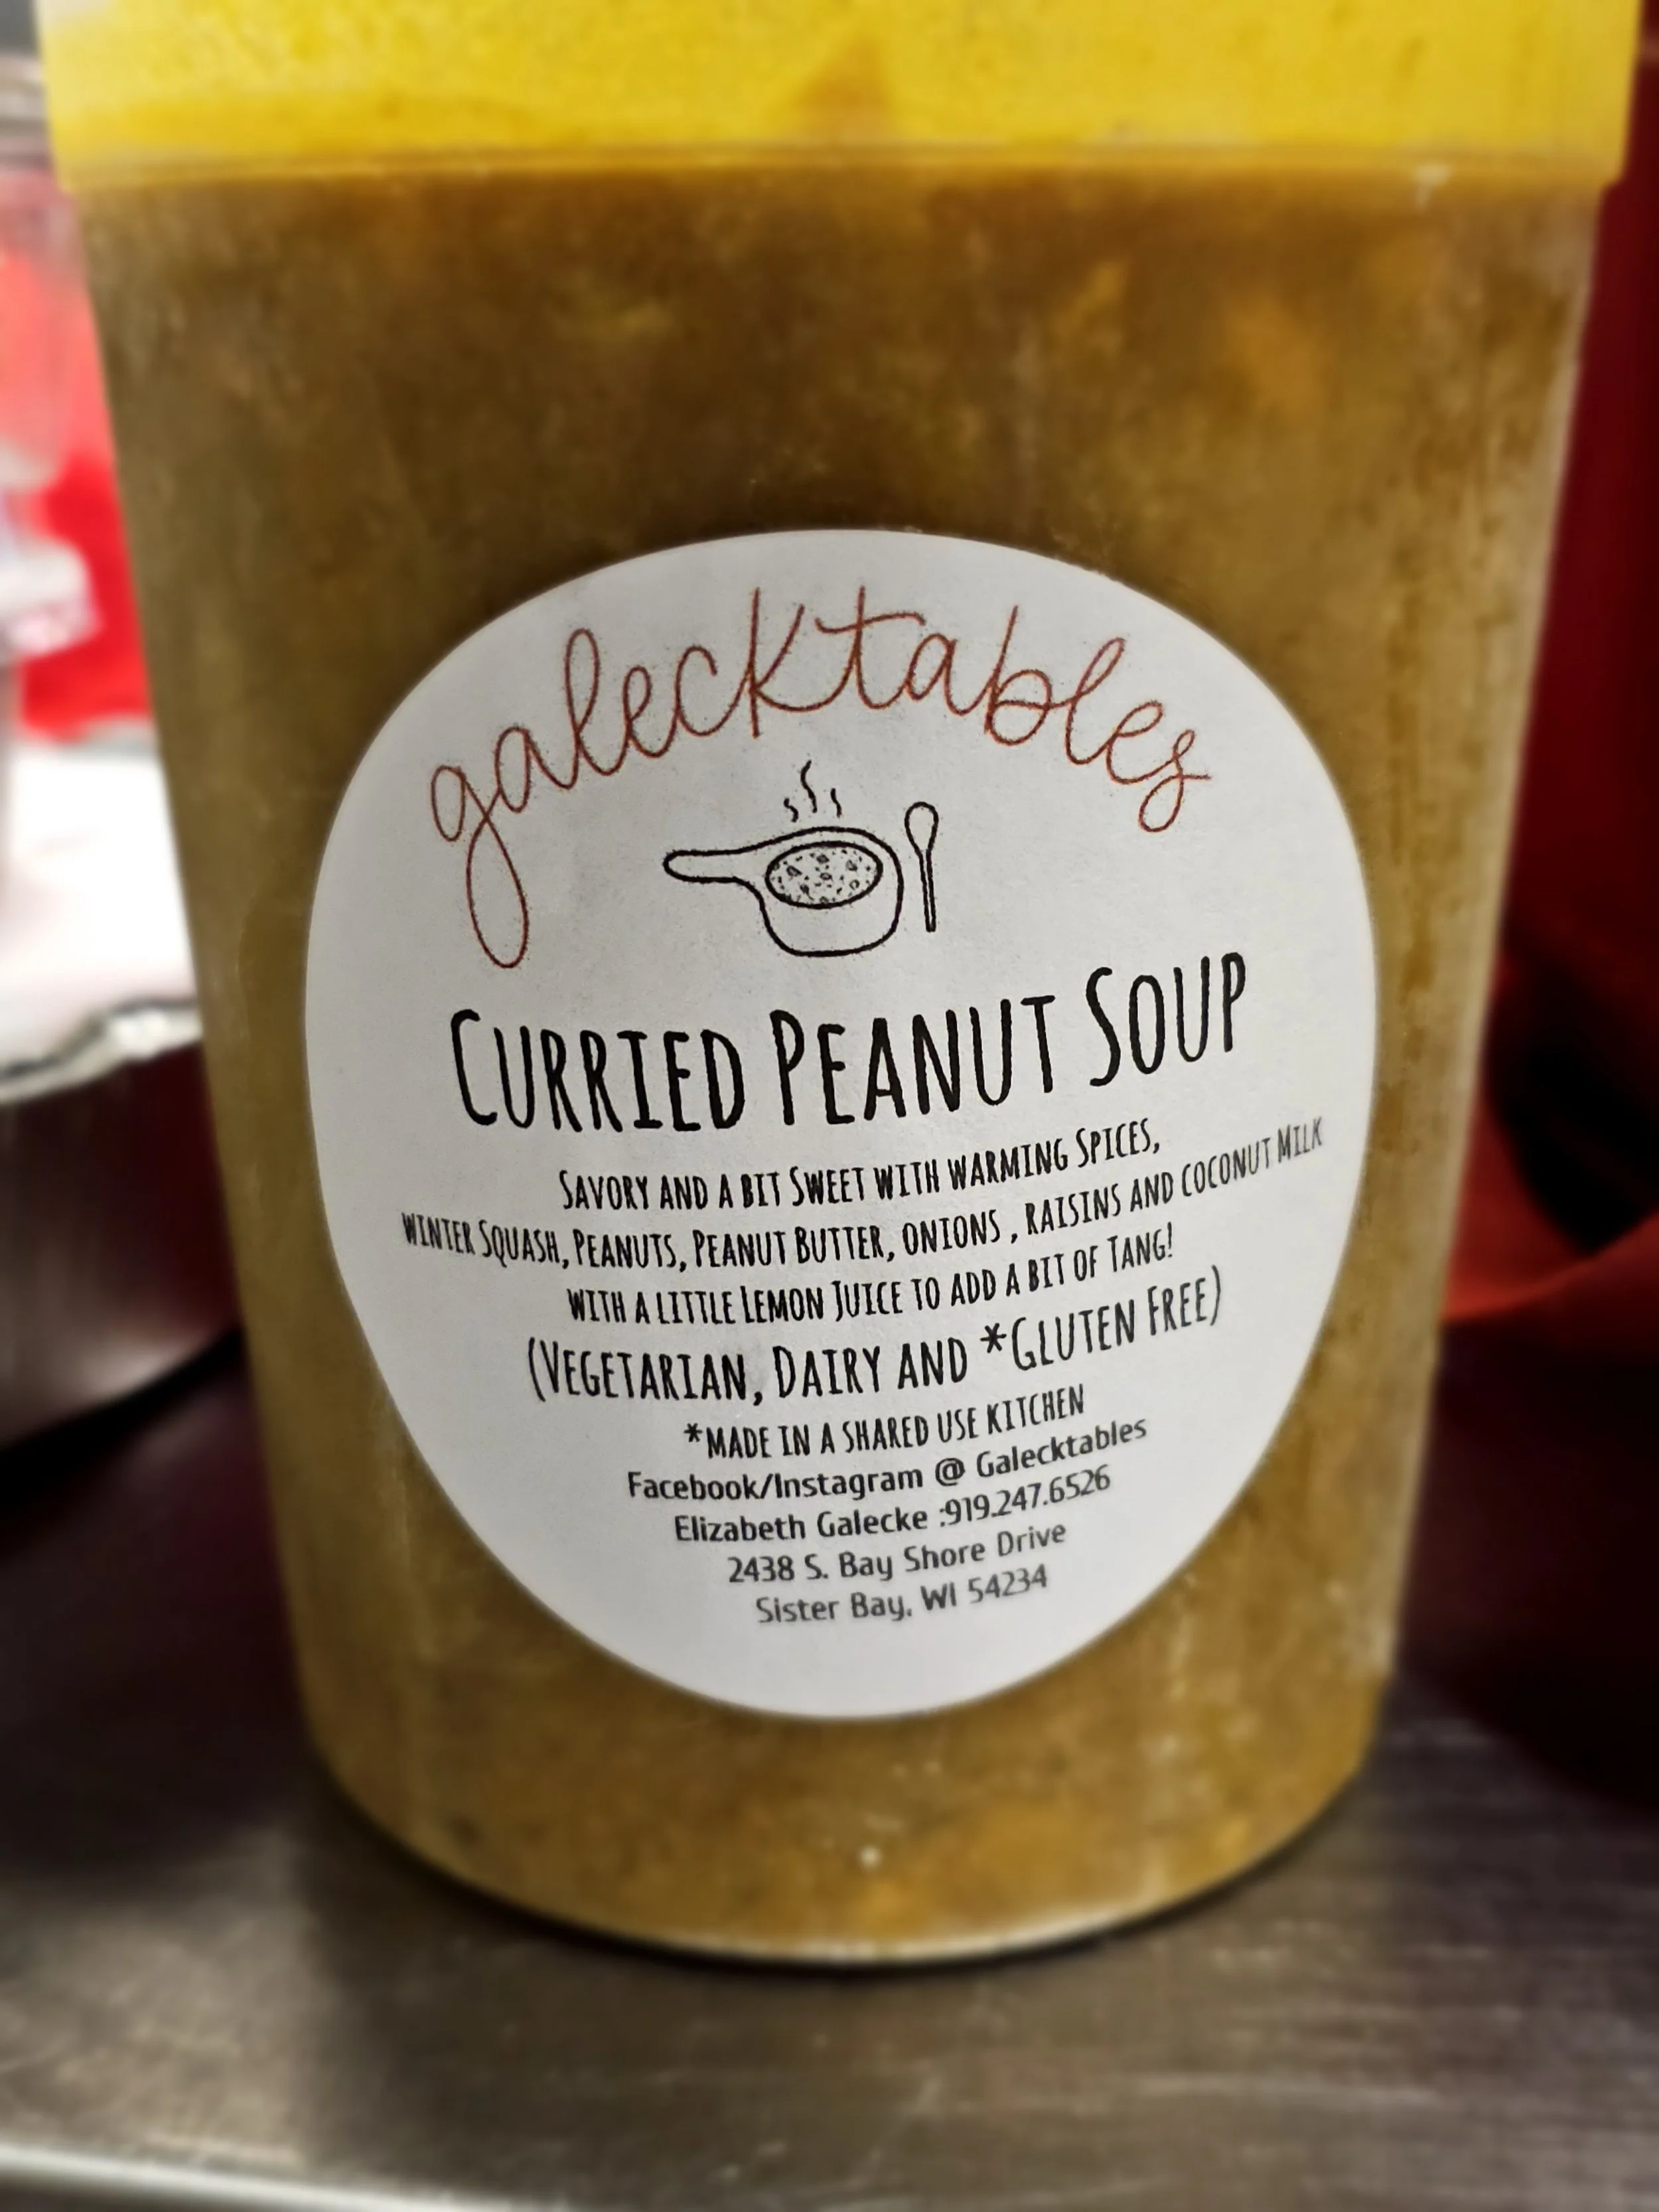 galecktables
CURRIED PEANUT SOUP
SAVORY AND A BIT SWEET WITH WARMING SPICES,
WINTER SQUASH, PEANUTS, PEANUT BUTTER, ONIONS , RAISINS AND COCONUT MILK
WITH A LITTLE LEMON JUICE TO ADD A BIT OF TANG!
(VEGETARIAN, DAIRY AND *GLUTEN FREE)
*MADE IN A SHARED USE KITCHEN
Facebook/Instagram @ Galecktables
Elizabeth Galecke :919.247.6526
2438 S. Bay Shore Drive
Sister Bay, WI 54234